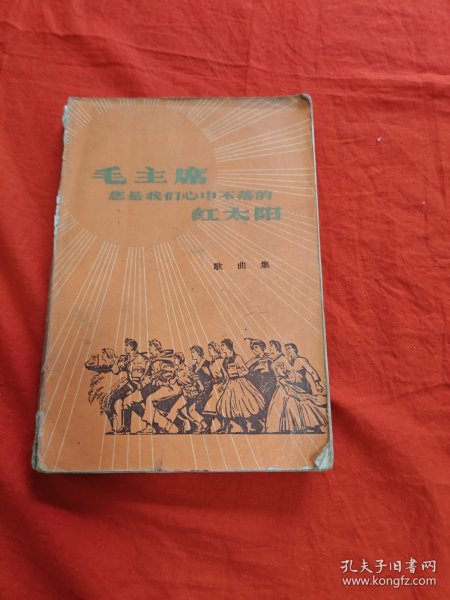 毛主席
您是我们心中不落的
红太阳
歌曲集
孔夫子旧书网
www.kongfz.com